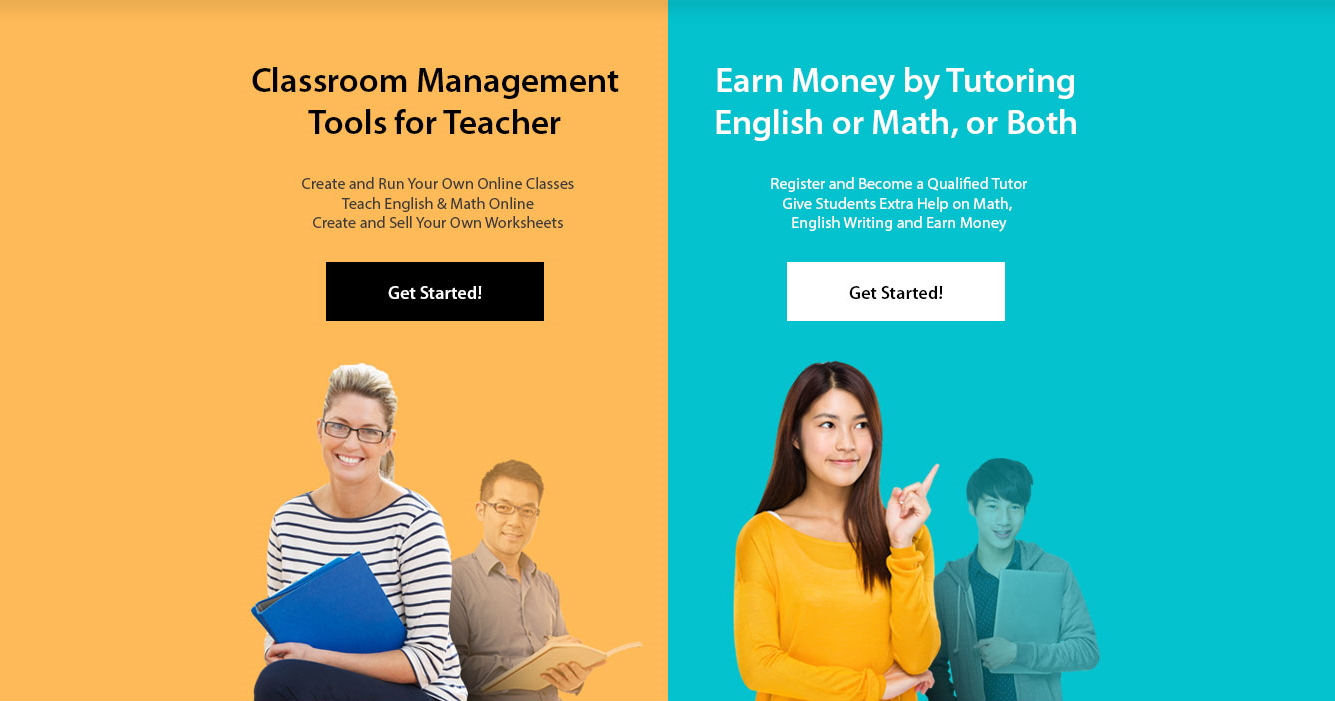 Classroom Management
Tools for Teacher
Create and Run Your Own Online Classes
Teach English & Math Online
Create and Sell Your Own Worksheets
Get Started!
Earn Money by Tutoring
English or Math, or Both
Register and Become a Qualified Tutor
Give Students Extra Help on Math,
English Writing and Earn Money
Get Started!